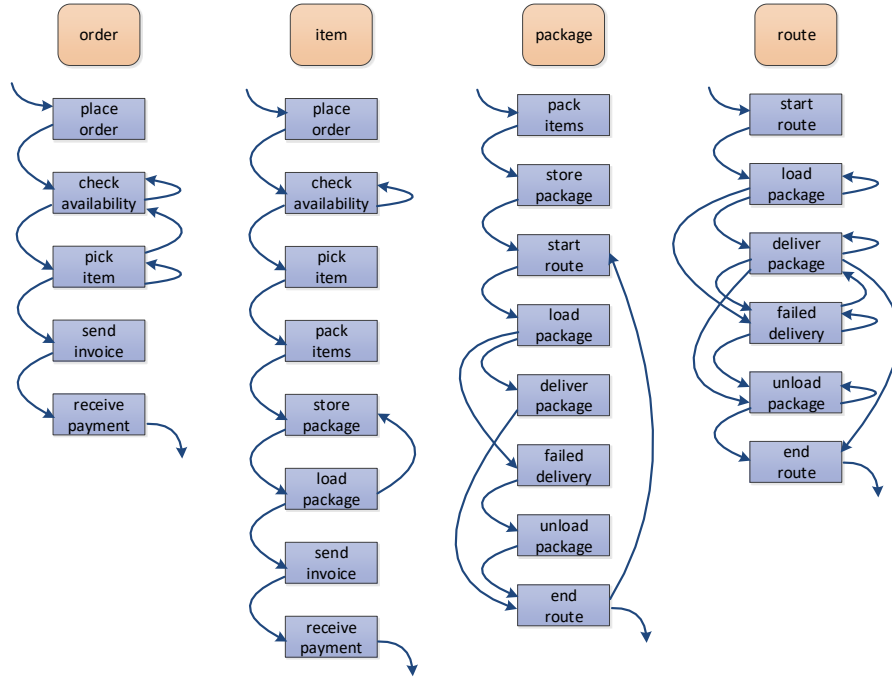 order
place
order
check
availability
pick
item
send
invoice
receive
payment
item
place
order
check
availability
pick
item
pack
items
store
package
load
package
send
invoice
receive
payment
package
pack
items
store
package
start
route
load
package
deliver
package
failed
delivery
unload
package
end
route
route
start
route
load
package
deliver
package
failed
delivery
unload
package
end
route